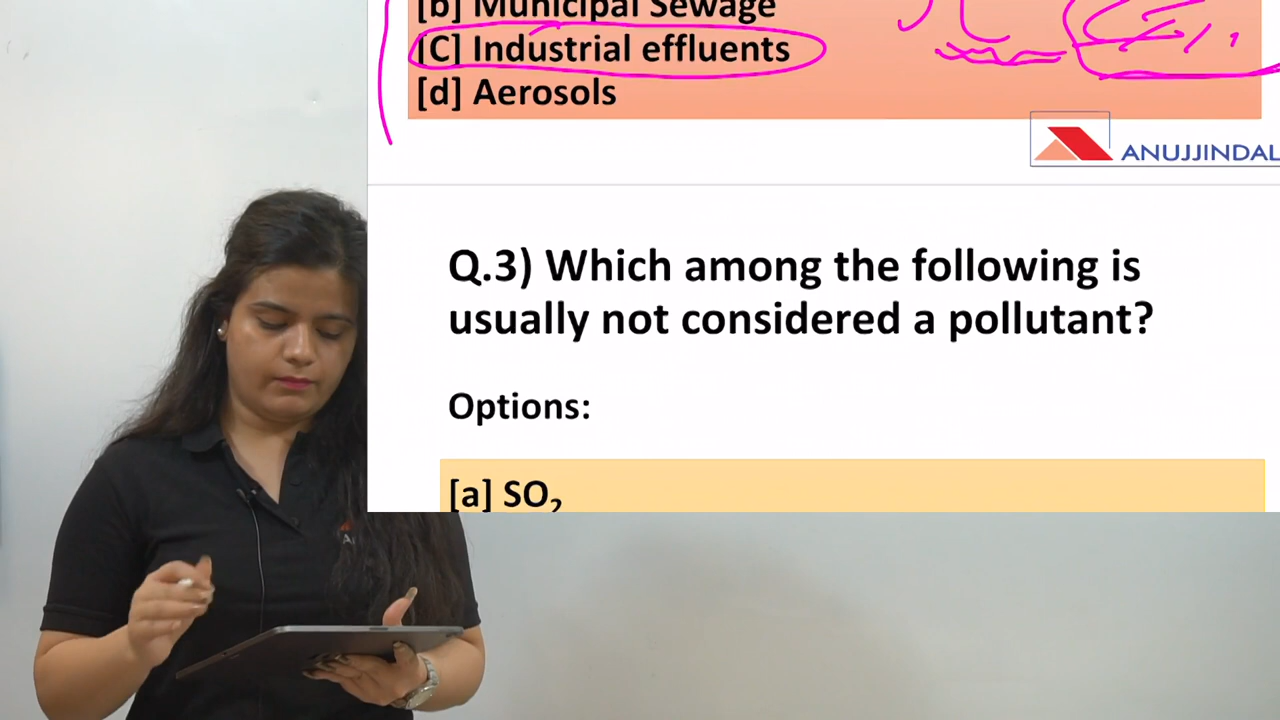 [b] Municipal Sewage
[C] Industrial effluents
[d] Aerosols
ANUJJINDAL
Q.3) Which among the following is
usually not considered a pollutant?
Options:
[a] SO₂